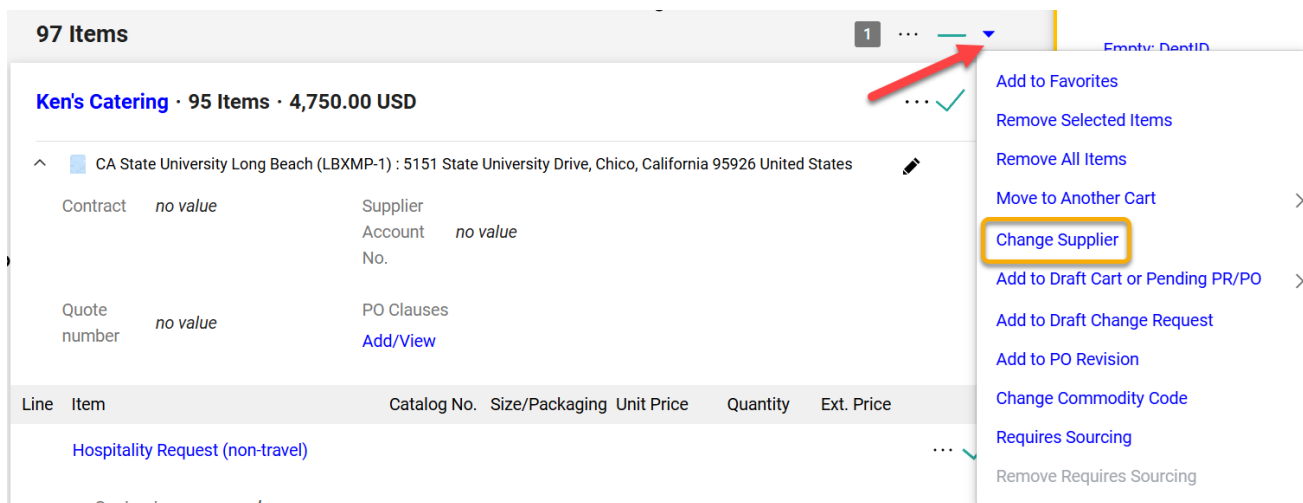 97 Items
1
Empty: DeptID
Ken's Catering · 95 Items · 4,750.00 USD
CA State University Long Beach (LBXMP-1) : 5151 State University Drive, Chico, California 95926 United States
Contract no value
Supplier
Account no value
No.
Quote
number no value
PO Clauses
Add/View
Line Item Catalog No. Size/Packaging Unit Price Quantity Ext. Price
Hospitality Request (non-travel)
Add to Favorites
Remove Selected Items
Remove All Items
Move to Another Cart
Change Supplier
Add to Draft Cart or Pending PR/PO
Add to Draft Change Request
Add to PO Revision
Change Commodity Code
Requires Sourcing
Remove Requires Sourcing